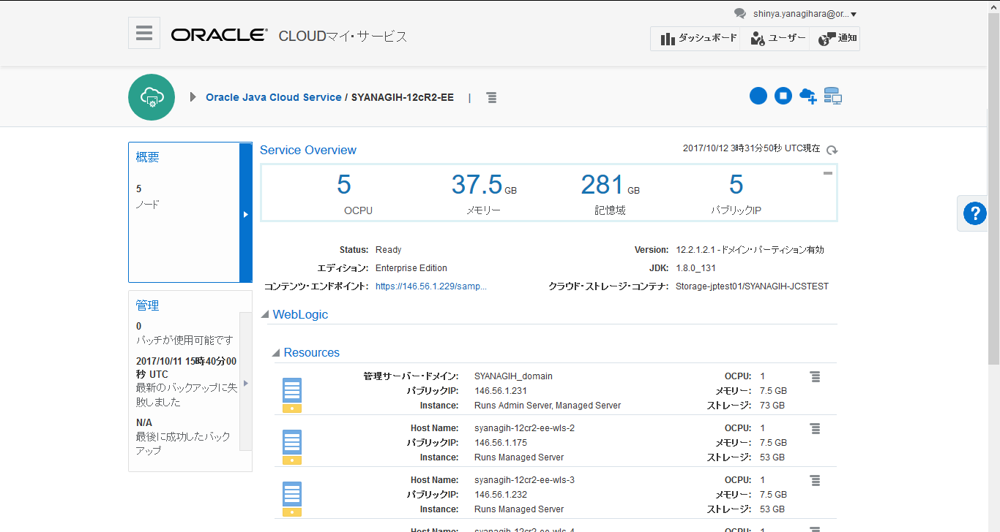 shinya.yanagihara@or...
ORACLE CLOUDマイ・サービス
ダッシュボード ユーザー 通知
Oracle Java Cloud Service / SYANAGIH-12cR2-EE |
概要
5
ノード
管理
0
パッチが使用可能です
2017/10/11 15時40分00
秒 UTC
最新のバックアップに失
敗しました
N/A
最後に成功したバック
アップ
Service Overview
2017/10/12 3時31分50秒 UTC現在
5 37.5 GB 281 GB 5
OCPU メモリー 記憶域 パブリックIP
Status: Ready Version: 12.2.1.2.1 - ドメイン・パーティション有効
エディション: Enterprise Edition JDK: 1.8.0_131
コンテンツ・エンドポイント: https://146.56.1.229/samp... クラウド・ストレージ・コンテナ: Storage-jptest01/SYANAGIH-JCSTEST
WebLogic
Resources
管理サーバー・ドメイン: SYANAGIH_domain OCPU: 1
パブリックIP: 146.56.1.231 メモリー: 7.5 GB
Instance: Runs Admin Server, Managed Server ストレージ: 73 GB
Host Name: syanagih-12cr2-ee-wls-2 OCPU: 1
パブリックIP: 146.56.1.175 メモリー: 7.5 GB
Instance: Runs Managed Server ストレージ: 53 GB
Host Name: syanagih-12cr2-ee-wls-3 OCPU: 1
パブリックIP: 146.56.1.232 メモリー: 7.5 GB
Instance: Runs Managed Server ストレージ: 53 GB
Host Name: syanagih-12cr2-ee-wls-4 OCPU: 1
?